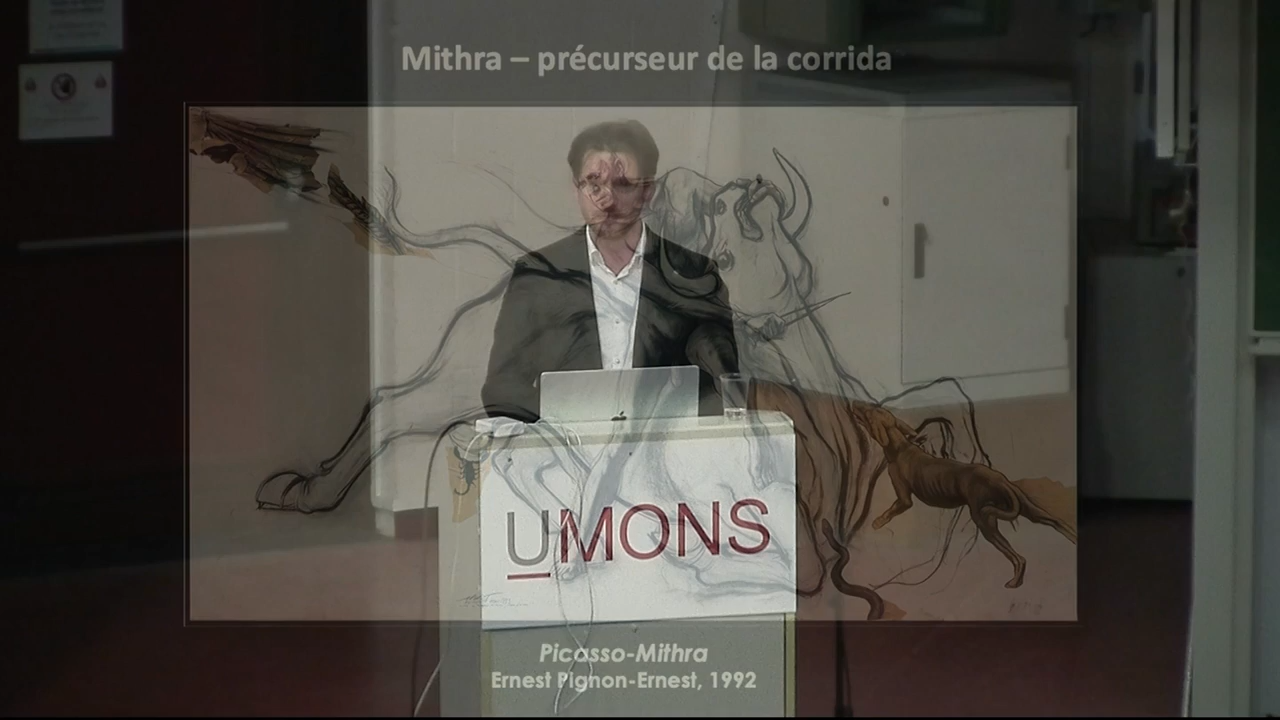 Mithra – précurseur de la corrida
UMONS
Picasso-Mithra
Ernest Pignon-Ernest, 1992